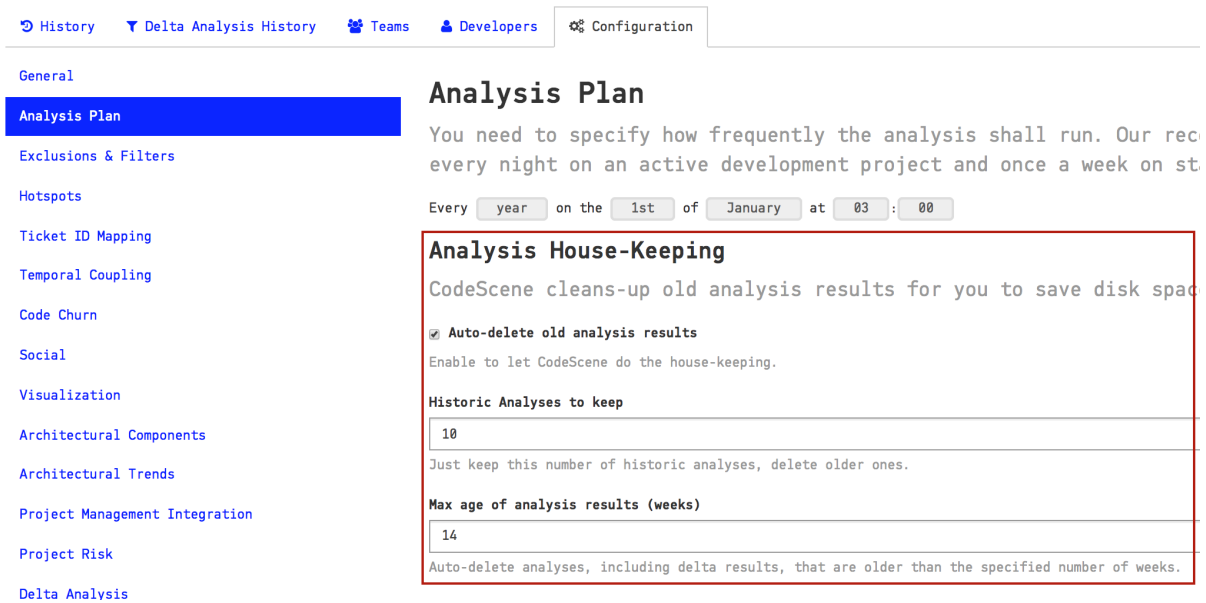 History Delta Analysis History Teams Developers Configuration
General
Analysis Plan
Exclusions & Filters
Hotspots
Ticket ID Mapping
Temporal Coupling
Code Churn
Social
Visualization
Architectural Components
Architectural Trends
Project Management Integration
Project Risk
Delta Analysis
Analysis Plan
You need to specify how frequently the analysis shall run. Our
every night on an active development project and once a week on
Every year on the 1st of January at 03 : 00
Analysis House-Keeping
CodeScene cleans-up old analysis results for you to save disk
Auto-delete old analysis results
Enable to let CodeScene do the house-keeping.
Historic Analyses to keep
10
Just keep this number of historic analyses, delete older ones.
Max age of analysis results (weeks)
14
Auto-delete analyses, including delta results, that are older than the specified number of weeks.